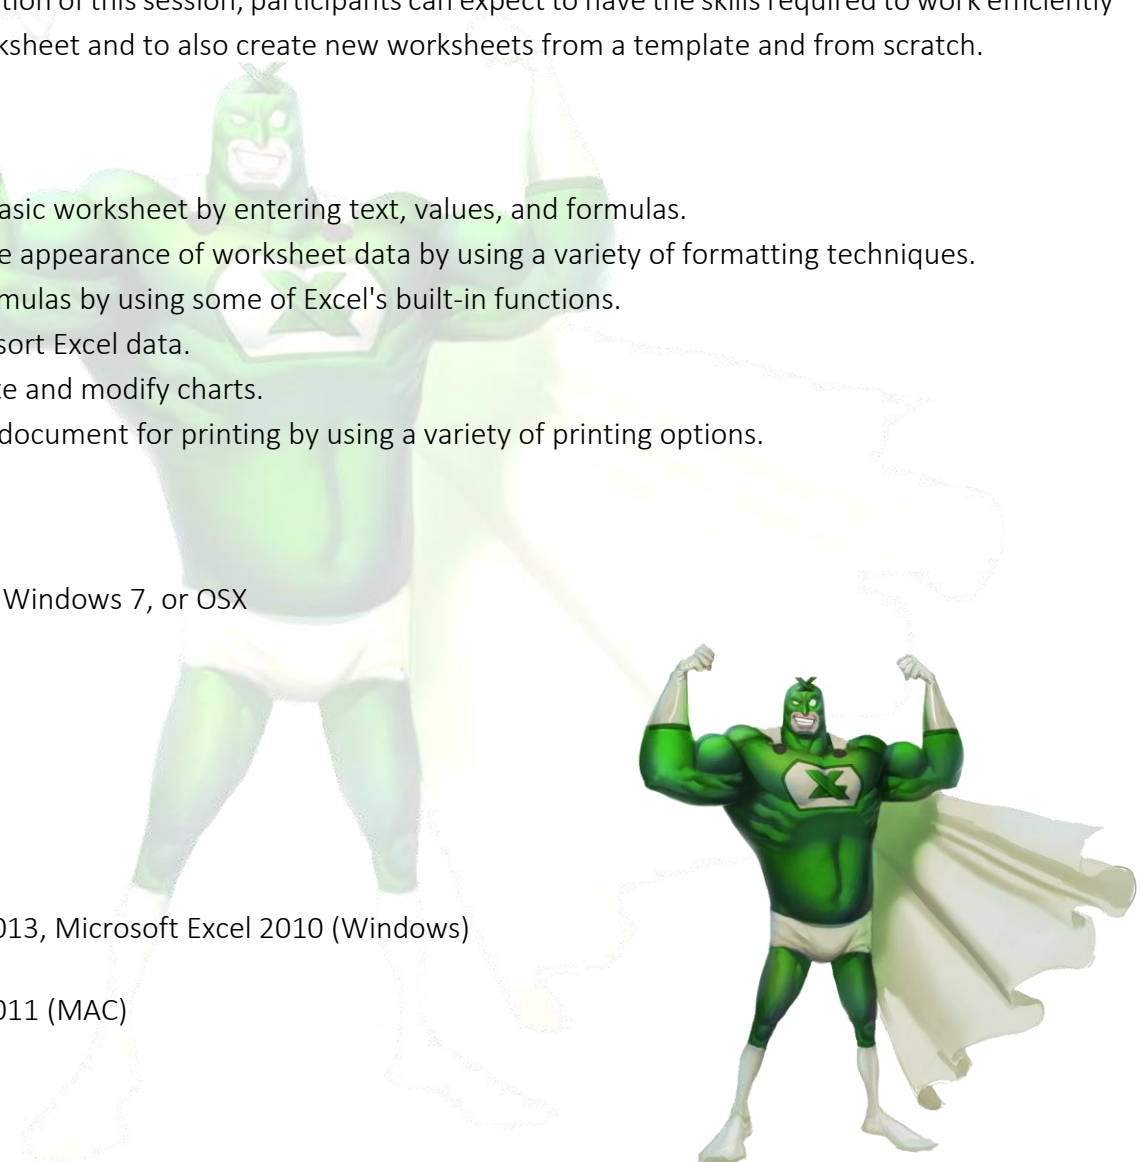 tion of this session, participants can expect to have the skills required to work efficiently
ksheet and to also create new worksheets from a template and from scratch.
asic worksheet by entering text, values, and formulas.
e appearance of worksheet data by using a variety of formatting techniques.
mulas by using some of Excel's built-in functions.
sort Excel data.
te and modify charts.
document for printing by using a variety of printing options.
Windows 7, or OSX
013, Microsoft Excel 2010 (Windows)
011 (MAC)
X
X